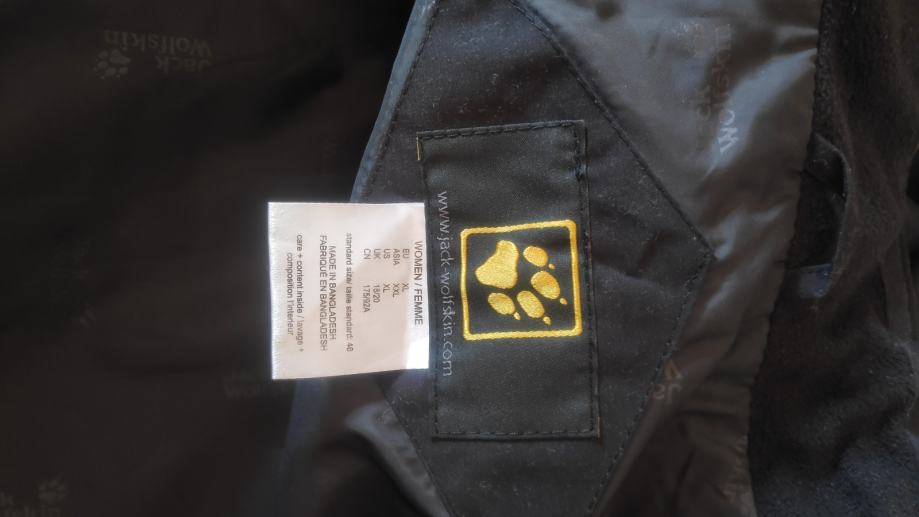 www.jack-wolfskin.com
WOMEN / FEMME
EU XL
ASIA XXL
US XL
UK 18/20
CN 175/92A
standard size/ taille standard: 46
MADE IN BANGLADESH
FABRIQUÉ EN BANGLADESH
care + content inside / lavage +
composition l'interieur
Jack
Wolfskin